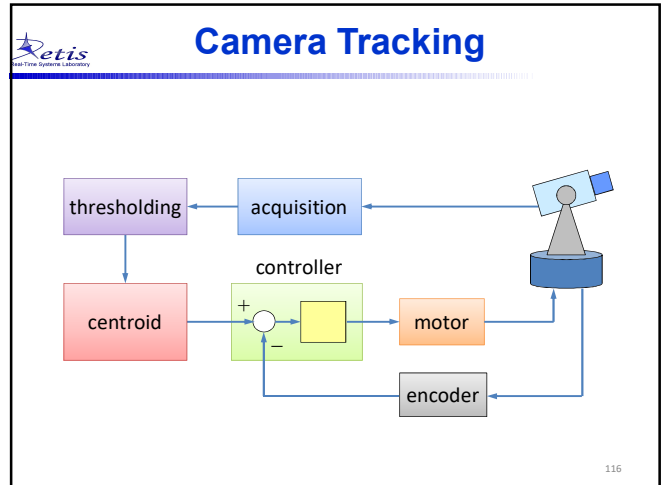 Retis
Real-Time Systems Laboratory
Camera Tracking
thresholding
acquisition
controller
centroid
+
−
motor
encoder
116